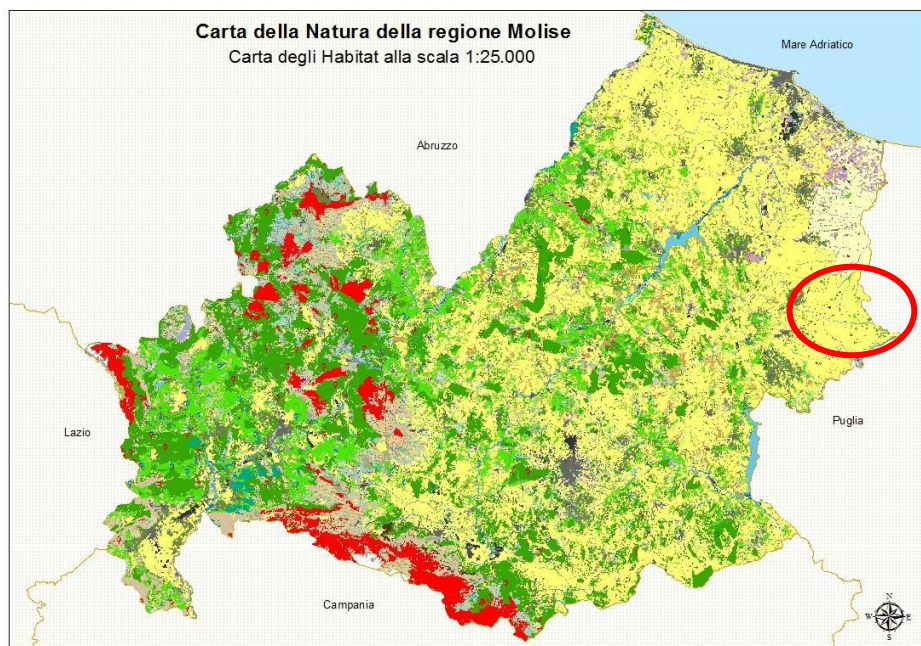 Carta della Natura della regione Molise
Carta degli Habitat alla scala 1:25.000
Mare Adriatico
Abruzzo
Lazio
Puglia
Campania
N
W E
S